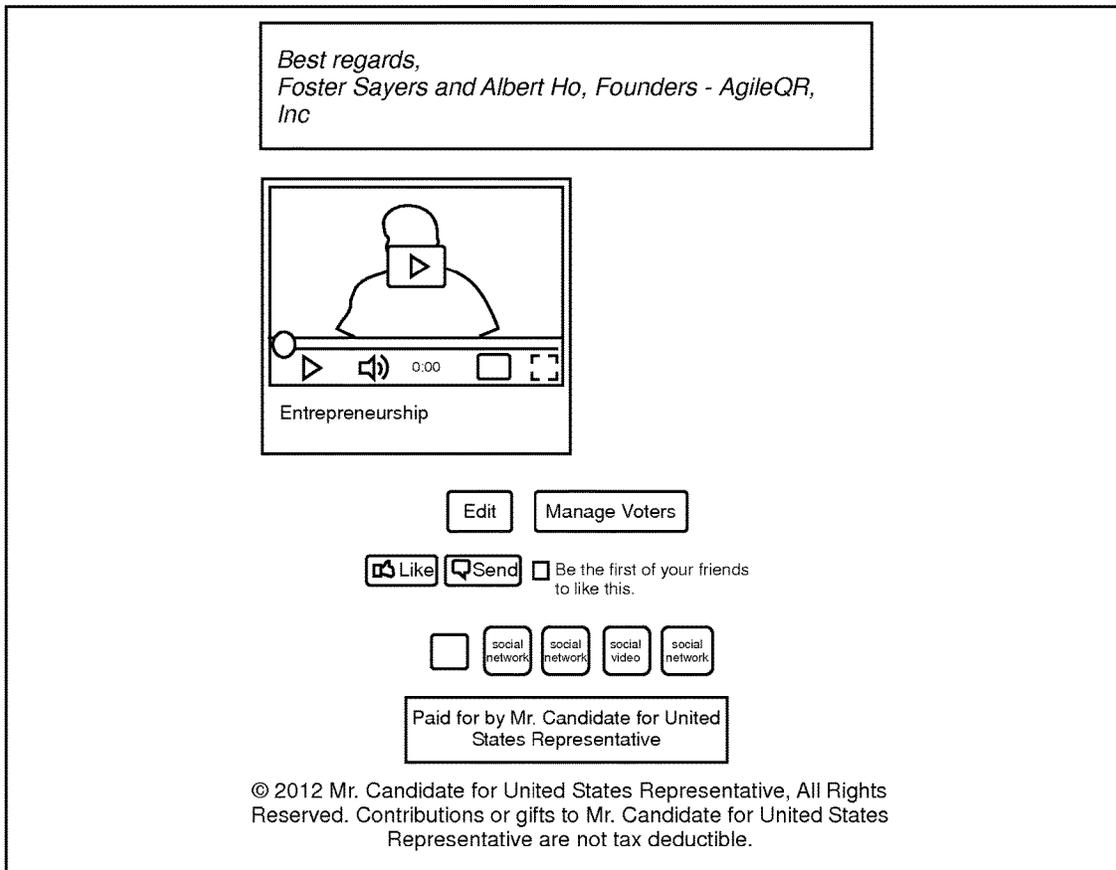 Best regards,
Foster Sayers and Albert Ho, Founders - AgileQR,
Inc
0:00
Entrepreneurship
Edit
Manage Voters
Like
Send
Be the first of your friends
to like this.
social
network
social
network
social
video
social
network
Paid for by Mr. Candidate for United
States Representative
© 2012 Mr. Candidate for United States Representative, All Rights
Reserved. Contributions or gifts to Mr. Candidate for United States
Representative are not tax deductible.